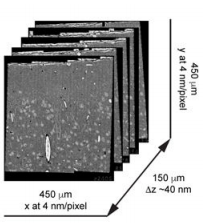 450 μm
y at 4 nm/pixel
150 μm
Δz ~40 nm
450 μm
x at 4 nm/pixel